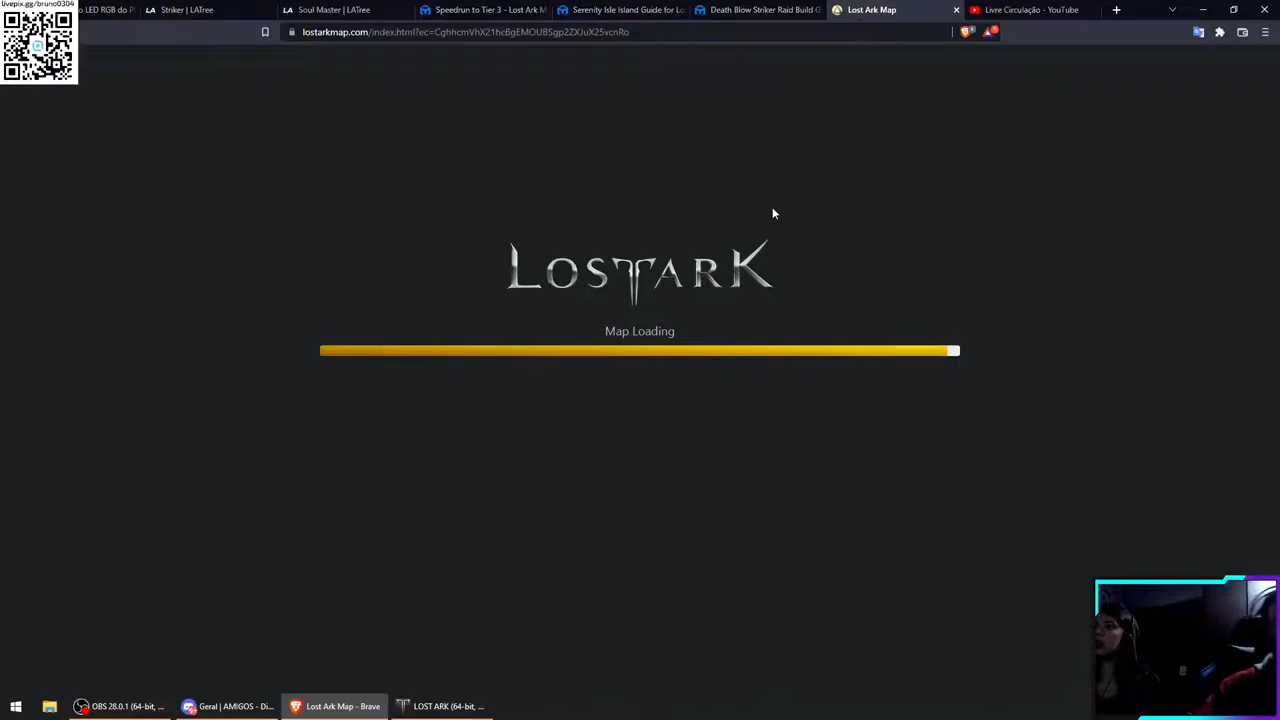 livepix.gg/bruno0304
o LED RGB do P
LA Striker | LATree
LA Soul Master | LATree
Speedrun to Tier 3 - Lost Ark M
Serenity Isle Island Guide for Lo
Death Blow Striker Raid Build G
Lost Ark Map
Livre Circulação - YouTube
lostarkmap.com/index.html?ec=
LOST ARK
Map Loading
OBS 28.0.1 (64-bit, ...
Geral | AMIGOS - Di...
Lost Ark Map - Brave
LOST ARK (64-bit, ...